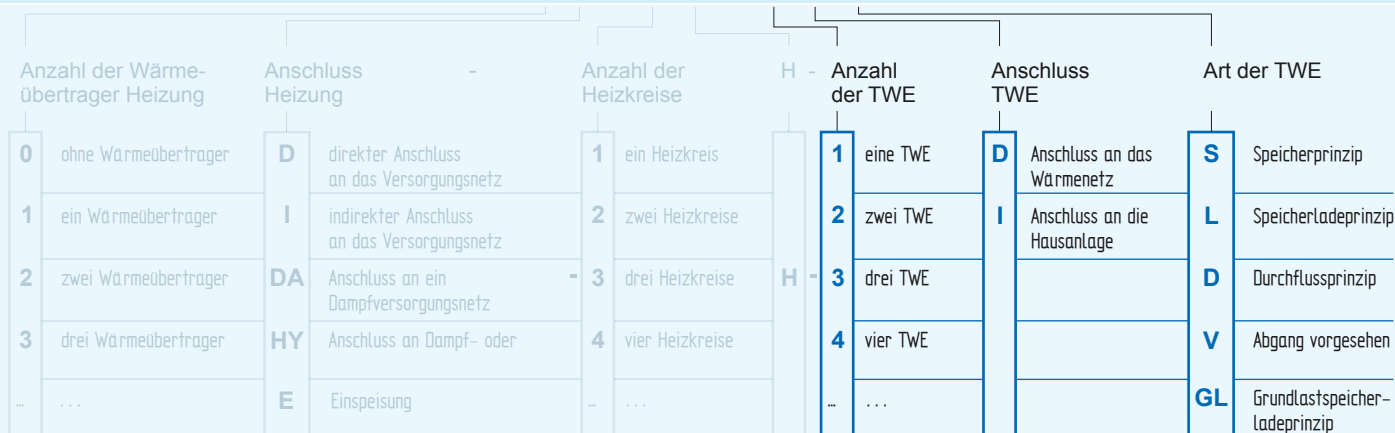 Anzahl der Wärme-
übertrager Heizung
Anschluss -
Heizung
Anzahl der
Heizkreise
H -
Anzahl
der TWE
Anschluss
TWE
Art der TWE
0 ohne Wärmeübertrager D direkter Anschluss
an das Versorgungsnetz
1 ein Heizkreis 1 eine TWE D Anschluss an das
Wärmenetz
S Speicherprinzip
1 ein Wärmeübertrager I indirekter Anschluss
an das Versorgungsnetz
2 zwei Heizkreise 2 zwei TWE I Anschluss an die
Hausanlage
L Speicherladeprinzip
2 zwei Wärmeübertrager DA Anschluss an ein
Dampfversorgungsnetz
- 3 drei Heizkreise H - 3 drei TWE D Durchflussprinzip
3 drei Wärmeübertrager HY Anschluss an Dampf- oder 4 vier Heizkreise 4 vier TWE V Abgang vorgesehen
... ... E Einspeisung ... ... ... ... GL Grundlastspeicher-
ladeprinzip